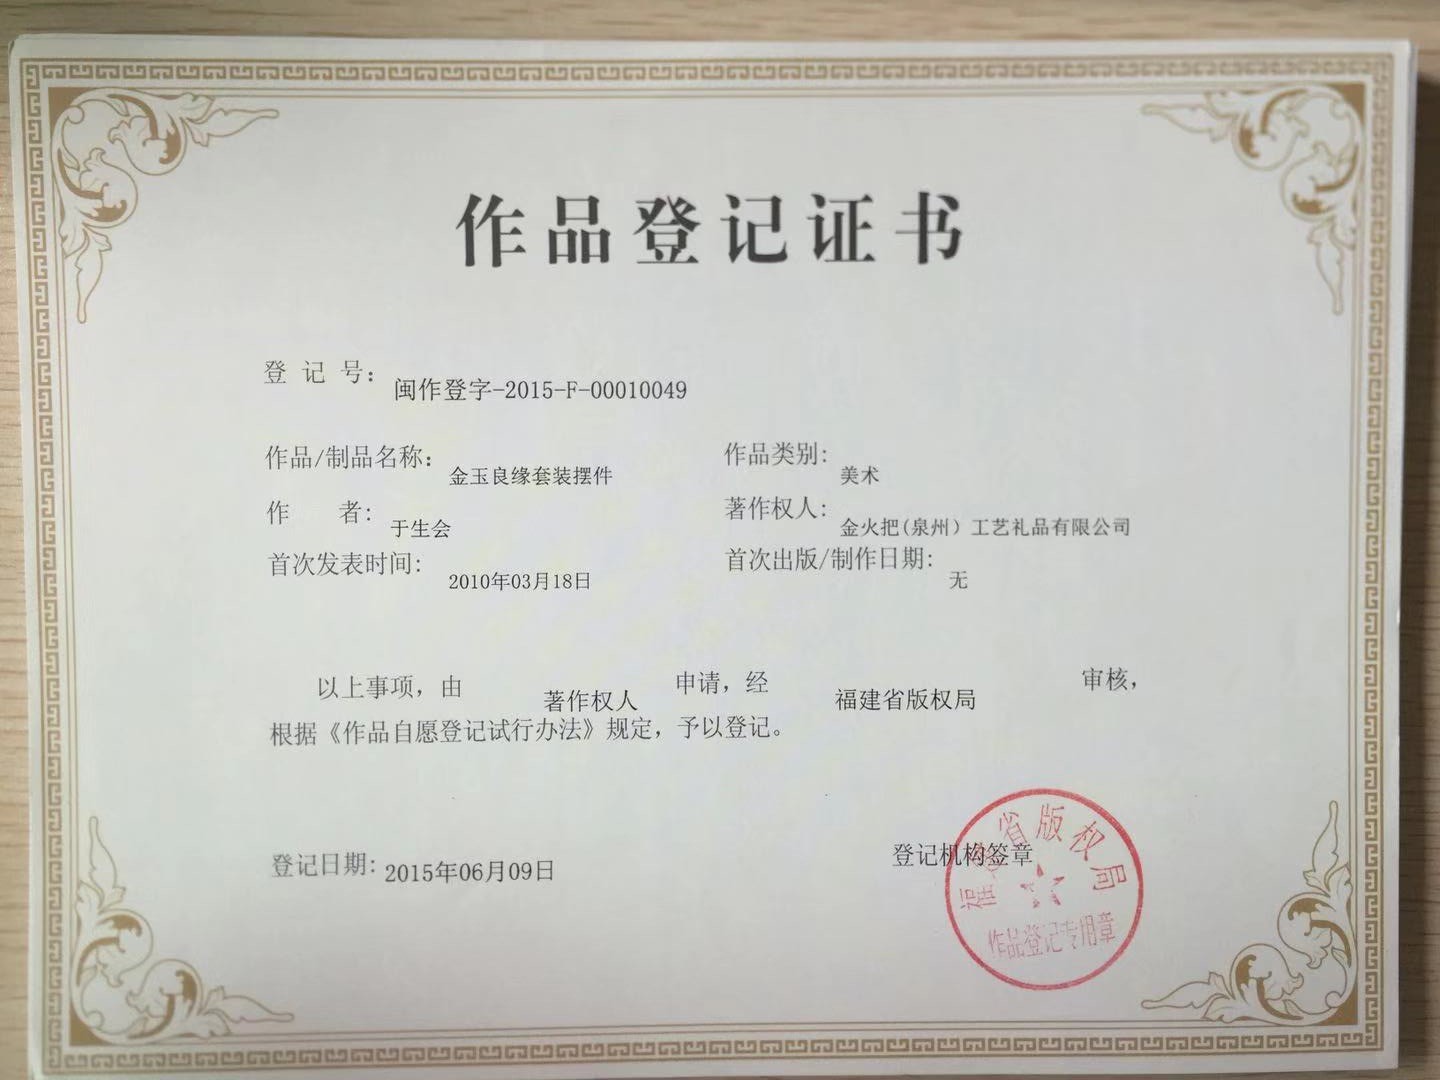 作品登记证书
登 记 号：闽作登字-2015-F-00010049
作品/制品名称：金玉良缘套装摆件 作品类别：美术
作 者：于生会 著作权人：金火把(泉州）工艺礼品有限公司
首次发表时间：2010年03月18日 首次出版/制作日期：无
以上事项，由 著作权人 申请，经 福建省版权局 审核，
根据《作品自愿登记试行办法》规定，予以登记。
登记日期：2015年06月09日 登记机构签章
福建省版权局
作品登记专用章